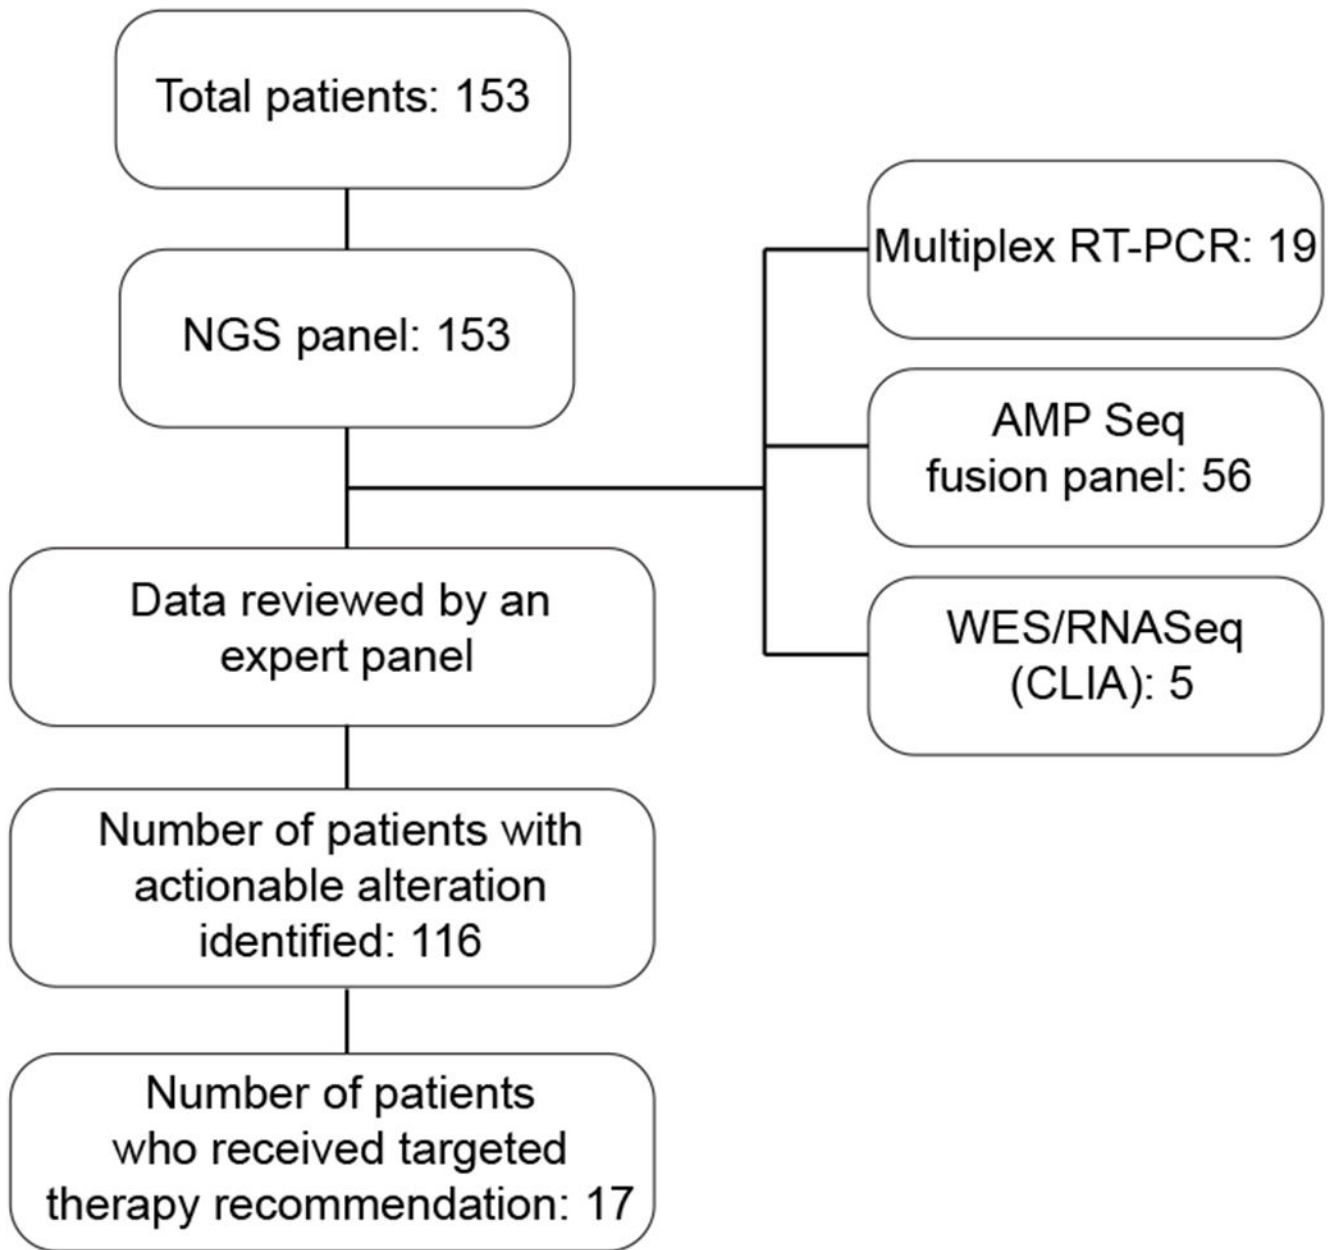 Total patients: 153
NGS panel: 153
Multiplex RT-PCR: 19
AMP Seq
fusion panel: 56
WES/RNASeq
(CLIA): 5
Data reviewed by an
expert panel
Number of patients with
actionable alteration
identified: 116
Number of patients
who received targeted
therapy recommendation: 17